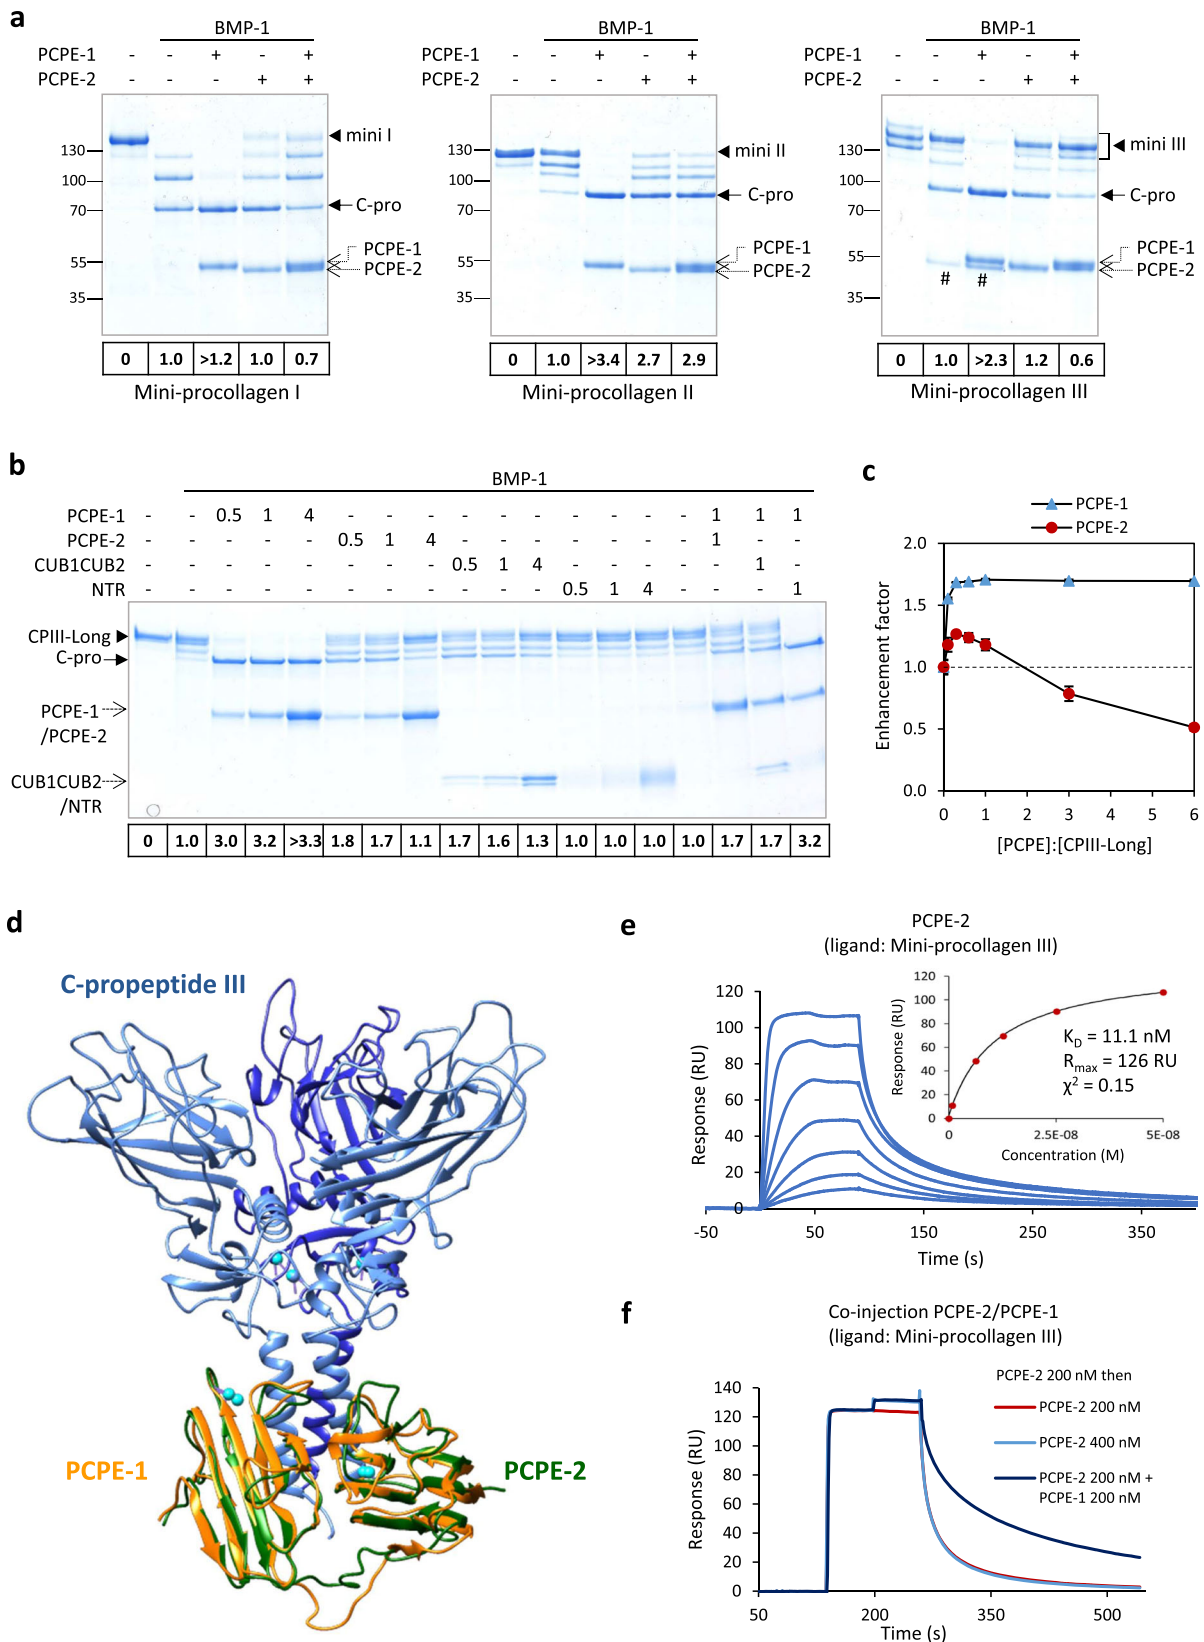 a
BMP-1 BMP-1 BMP-1
PCPE-1 - - + - + PCPE-1 - - + - + PCPE-1 - - + - +
PCPE-2 - - - + + PCPE-2 - - - + + PCPE-2 - - - + +
130 mini I 130 mini II 130 mini III
100 100 100
70 C-pro 70 C-pro 70 C-pro
55 PCPE-1 55 PCPE-1 55 PCPE-1
PCPE-2 PCPE-2 PCPE-2
35 35 # # 35
0 1.0 >1.2 1.0 0.7 0 1.0 >3.4 2.7 2.9 0 1.0 >2.3 1.2 0.6
Mini-procollagen I Mini-procollagen II Mini-procollagen III
b
BMP-1
PCPE-1 - - 0.5 1 4 - - - - - - - - - - 1 1 1
PCPE-2 - - - - - 0.5 1 4 - - - - - - - 1 - -
CUB1CUB2 - - - - - - - - 0.5 1 4 - - - - - 1 -
NTR - - - - - - - - - - - 0.5 1 4 - - - 1
CPIII-Long
C-pro
PCPE-1
/PCPE-2
CUB1CUB2
/NTR
0 1.0 3.0 3.2 >3.3 1.8 1.7 1.1 1.7 1.6 1.3 1.0 1.0 1.0 1.0 1.7 1.7 3.2
c
PCPE-1
PCPE-2
2.0
1.5
1.0
0.5
0.0
Enhancement factor
0 1 2 3 4 5 6
[PCPE]:[CPIII-Long]
d
C-propeptide III
PCPE-1
PCPE-2
e
PCPE-2
(ligand: Mini-procollagen III)
120
100
80
60
40
20
0
Response (RU)
-50 50 150 250 350
Time (s)
120
100
80
60
40
20
0
Response (RU)
K_D = 11.1 nM
R_max = 126 RU
χ² = 0.15
0 2.5E-08 5E-08
Concentration (M)
f
Co-injection PCPE-2/PCPE-1
(ligand: Mini-procollagen III)
PCPE-2 200 nM then
PCPE-2 200 nM
PCPE-2 400 nM
PCPE-2 200 nM +
PCPE-1 200 nM
140
120
100
80
60
40
20
0
Response (RU)
50 200 350 500
Time (s)